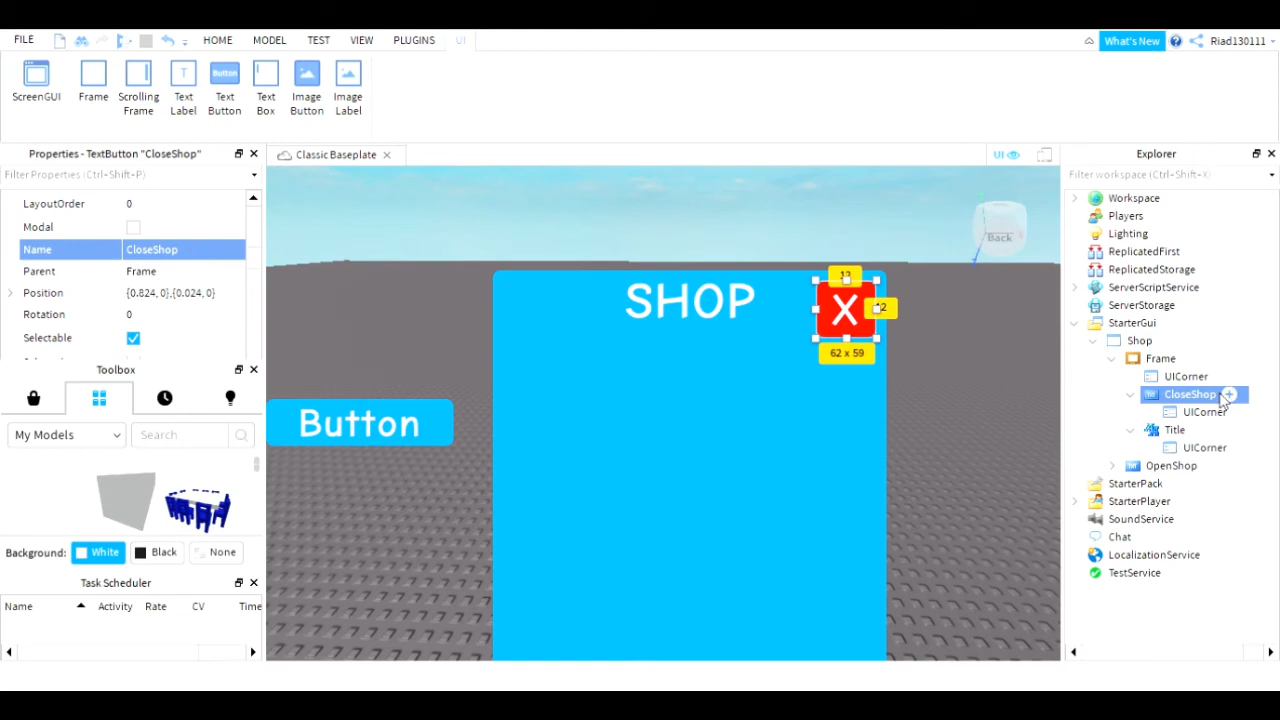 FILE HOME MODEL TEST VIEW PLUGINS UI What's New Riad130111
ScreenGUI Frame Scrolling Frame Text Label Button Text Button Text Box Image Button Image Label
Properties - TextButton "CloseShop"
Filter Properties (Ctrl+Shift+P)
LayoutOrder 0
Modal
Name CloseShop
Parent Frame
Position {0.824, 0},{0.024, 0}
Rotation 0
Selectable
Toolbox
My Models Search
Background: White Black None
Task Scheduler
Name Activity Rate CV Time
Classic Baseplate UI
Back
SHOP X
62 x 59
Button
Explorer
Filter workspace (Ctrl+Shift+X)
Workspace
Players
Lighting
ReplicatedFirst
ReplicatedStorage
ServerScriptService
ServerStorage
StarterGui
Shop
Frame
UICorner
CloseShop
UICorner
Title
UICorner
OpenShop
StarterPack
StarterPlayer
SoundService
Chat
LocalizationService
TestService